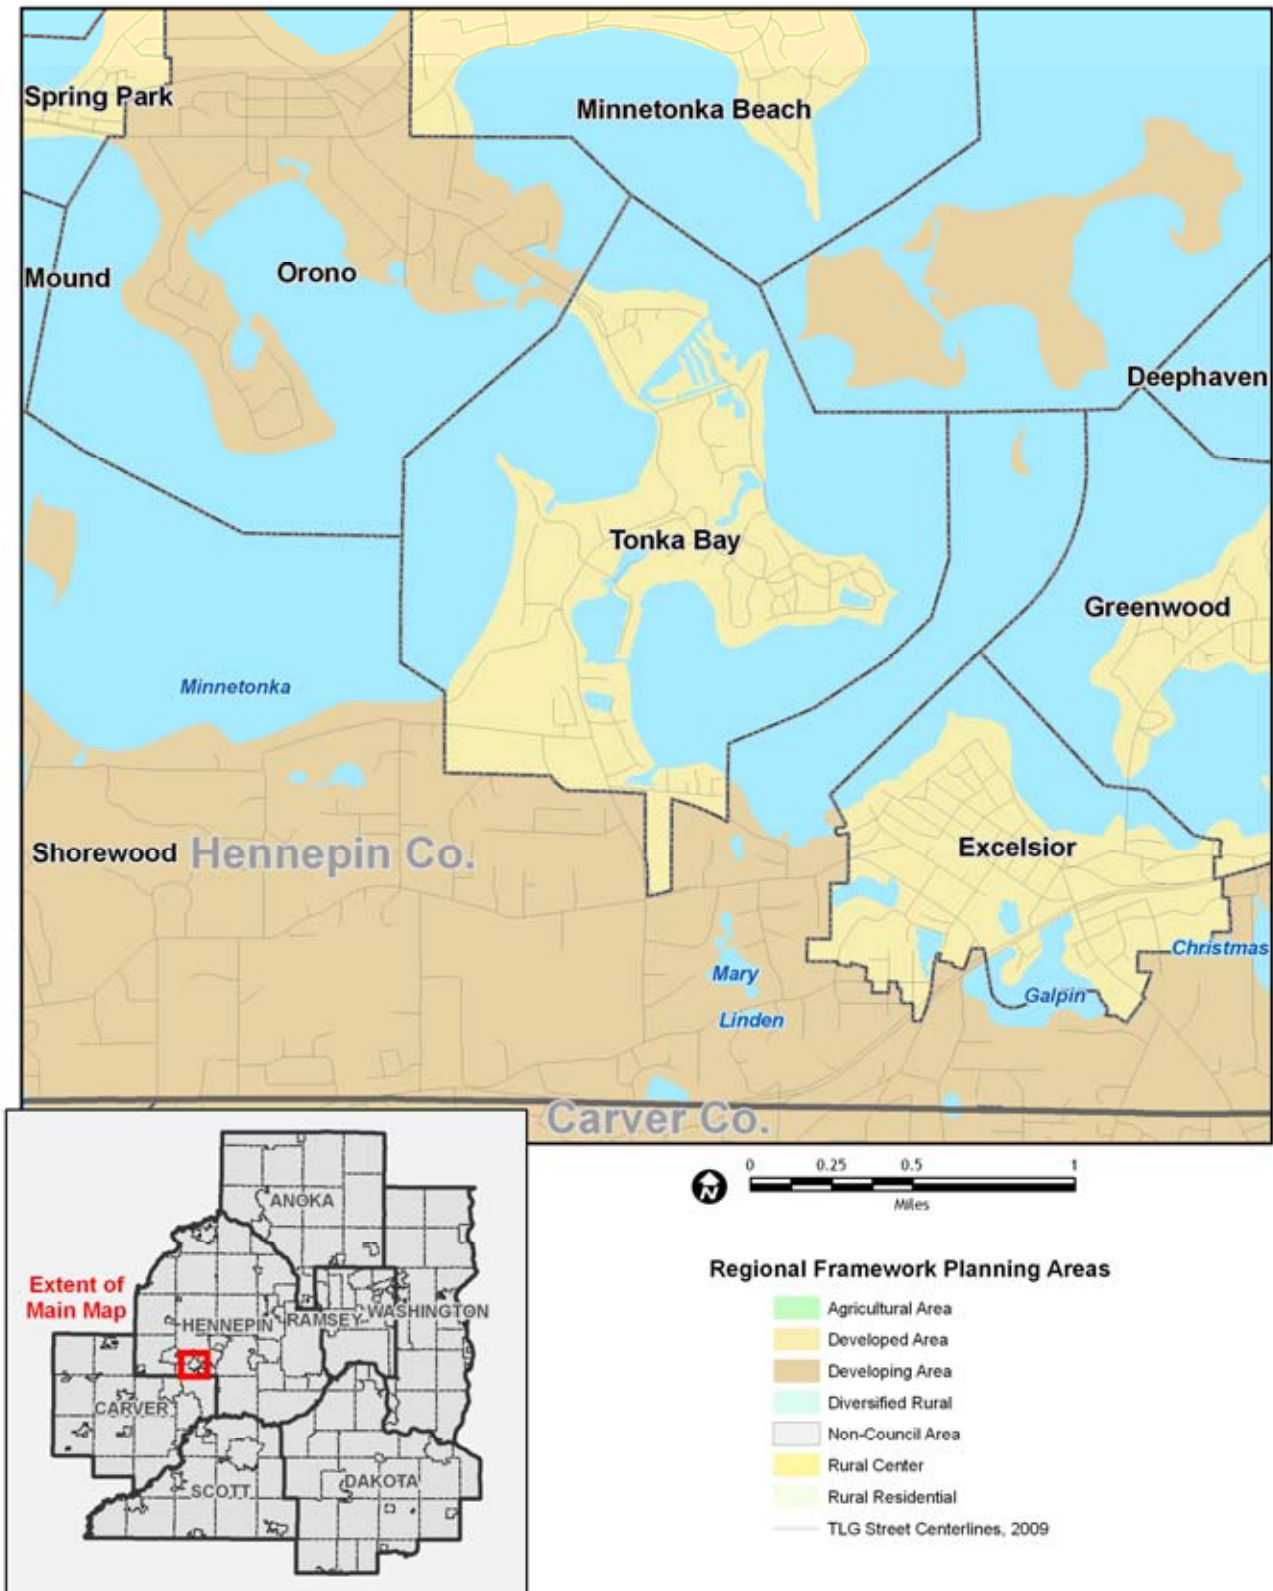 Spring Park
Minnetonka Beach
Mound
Orono
Deephaven
Tonka Bay
Greenwood
Minnetonka
Shorewood
Hennepin Co.
Excelsior
Christmas
Mary
Galpin
Linden
Carver Co.
0
0.25
0.5
1
Miles
N
Extent of
Main Map
ANOKA
HENNEPIN
RAMSEY
WASHINGTON
CARVER
SCOTT
DAKOTA
Regional Framework Planning Areas
Agricultural Area
Developed Area
Developing Area
Diversified Rural
Non-Council Area
Rural Center
Rural Residential
TLG Street Centerlines, 2009